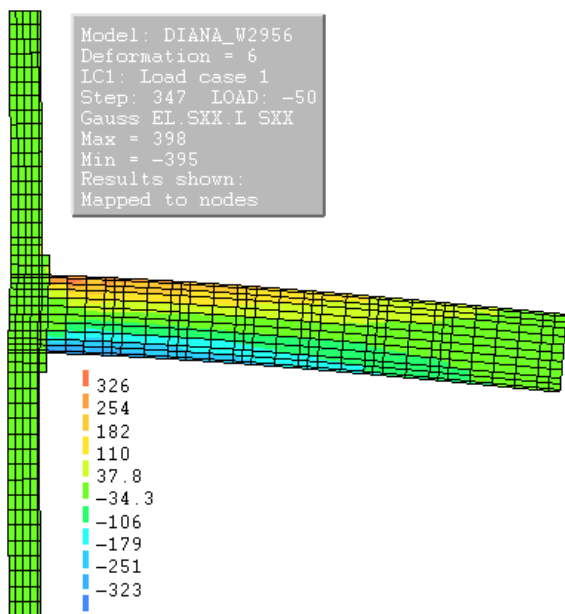 Model: DIANA_W2956
Deformation = 6
LC1: Load case 1
Step: 347 LOAD: -50
Gauss EL.SXX.L SXX
Max = 398
Min = -395
Results shown:
Mapped to nodes
326
254
182
110
37.8
-34.3
-106
-179
-251
-323